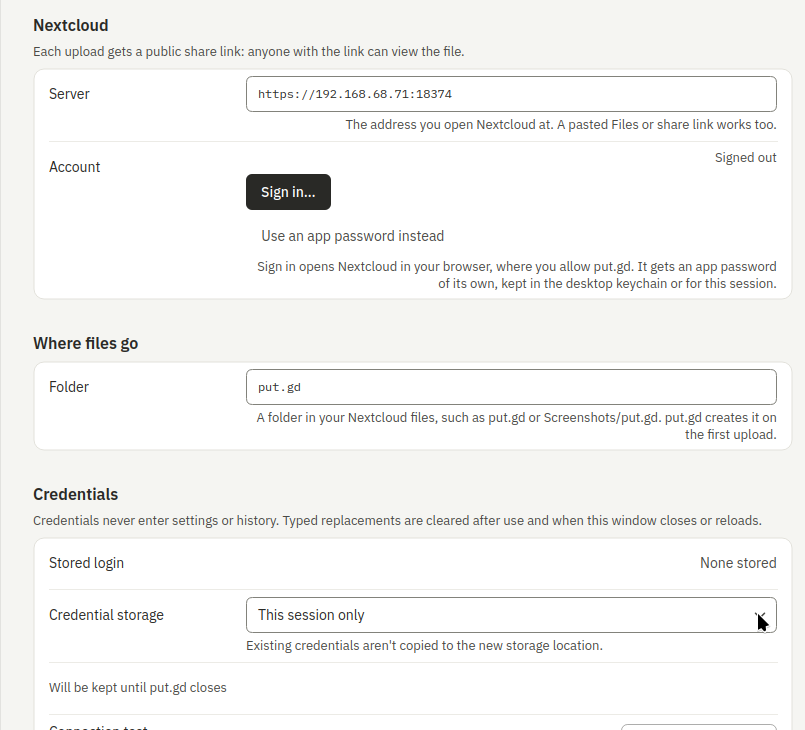 Nextcloud
Each upload gets a public share link: anyone with the link can view the file.
Server
https://192.168.68.71:18374
The address you open Nextcloud at. A pasted Files or share link works too.
Account
Signed out
Sign in...
Use an app password instead
Sign in opens Nextcloud in your browser, where you allow put.gd. It gets an app password
of its own, kept in the desktop keychain or for this session.
Where files go
Folder
put.gd
A folder in your Nextcloud files, such as put.gd or Screenshots/put.gd. put.gd creates it on
the first upload.
Credentials
Credentials never enter settings or history. Typed replacements are cleared after use and when this window closes or reloads.
Stored login
None stored
Credential storage
This session only
Existing credentials aren't copied to the new storage location.
Will be kept until put.gd closes
Connection test